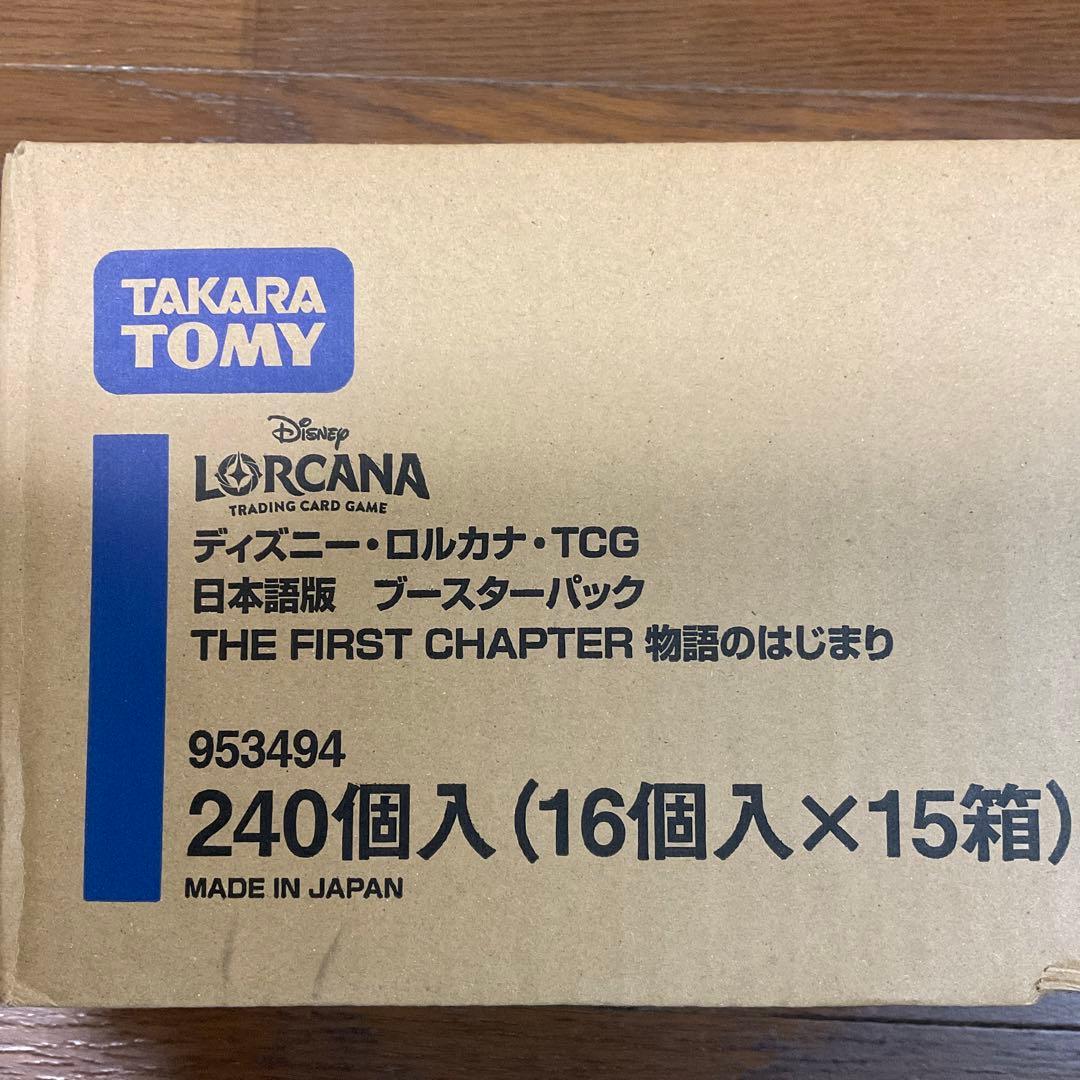 TAKARA
TOMY
Disney
LORCANA
TRADING CARD GAME
ディズニー・ロルカナ・TCG
日本語版 ブースターパック
THE FIRST CHAPTER 物語のはじまり
953494
240個入(16個入×15箱)
MADE IN JAPAN